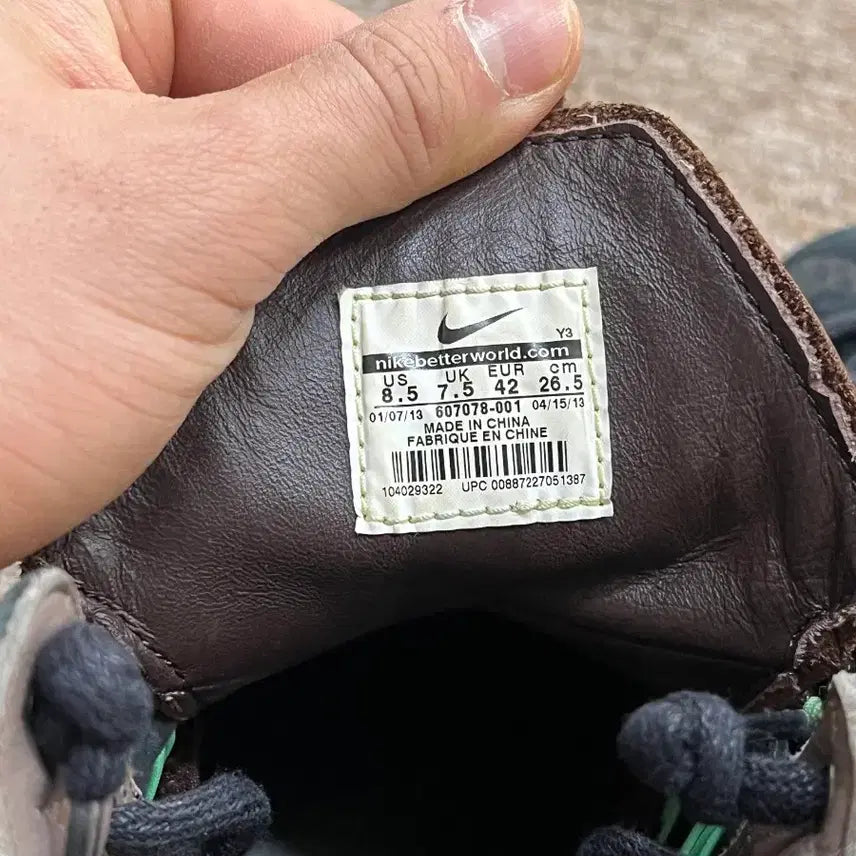 Y3
nikebetterworld.com
US UK EUR cm
8.5 7.5 42 26.5
01/07/13 607078-001 04/15/13
MADE IN CHINA
FABRIQUE EN CHINE
104029322 UPC 00887227051387